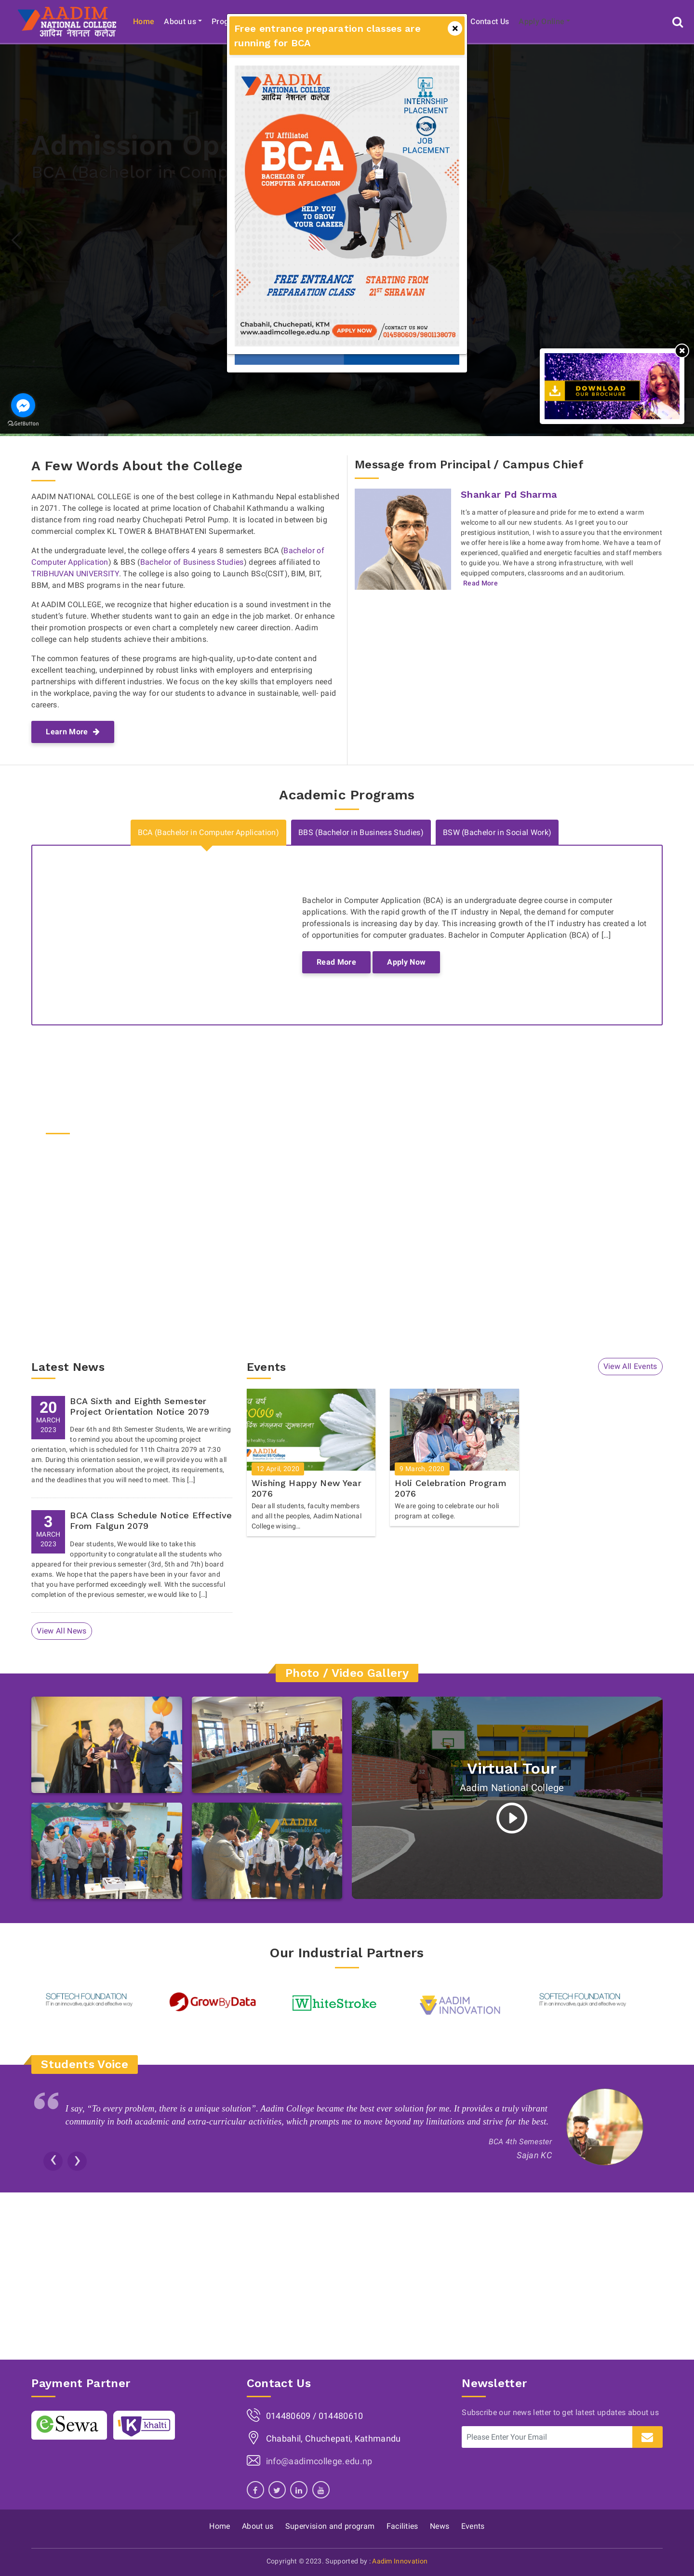 AADIM
NATIONAL COLLEGE
आदिम नेशनल कलेज
Home
About us
Contact Us
Free entrance preparation classes are
running for BCA
AADIM
NATIONAL COLLEGE
आदिम नेशनल कलेज
INTERNSHIP
PLACEMENT
JOB
PLACEMENT
TU Affiliated
BCA
BACHELOR OF
COMPUTER APPLICATION
HELP YOU
TO GROW
YOUR CAREER
FREE ENTRANCE
PREPARATION CLASS
STARTING FROM
21ST SHRAWAN
Chabahil, Chuchepati, KTM
www.aadimcollege.edu.np
APPLY NOW
CONTACT US NOW
014580609/9801138079
DOWNLOAD
OUR BROCHURE
GetButton
A Few Words About the College
AADIM NATIONAL COLLEGE is one of the best college in Kathmandu Nepal established
in 2071. The college is located at prime location of Chabahil Kathmandu a walking
distance from ring road nearby Chuchepati Petrol Pump. It is located in between big
commercial complex KL TOWER & BHATBHATENI Supermarket.
At the undergraduate level, the college offers 4 years 8 semesters BCA (Bachelor of
Computer Application) & BBS (Bachelor of Business Studies) degrees affiliated to
TRIBHUVAN UNIVERSITY. The college is also going to Launch BSc(CSIT), BIM, BIT,
BBM, and MBS programs in the near future.
At AADIM COLLEGE, we recognize that higher education is a sound investment in the
student's future. Whether students want to gain an edge in the job market. Or enhance
their promotion prospects or even chart a completely new career direction. Aadim
college can help students achieve their ambitions.
The common features of these programs are high-quality, up-to-date content and
excellent teaching, underpinned by robust links with employers and enterprising
partnerships with different industries. We focus on the key skills that employers need
in the workplace, paving the way for our students to advance in sustainable, well- paid
careers.
Learn More
Message from Principal / Campus Chief
Shankar Pd Sharma
It's a matter of pleasure and pride for me to extend a warm
welcome to all our new students. As I greet you to our
prestigious institution, I wish to assure you that the environment
we offer here is like a home away from home. We have a team of
experienced, qualified and energetic faculties and staff members
to guide you. We have a strong infrastructure, with well
equipped computers, classrooms and an auditorium.
Read More
Academic Programs
BCA (Bachelor in Computer Application)
BBS (Bachelor in Business Studies)
BSW (Bachelor in Social Work)
Bachelor in Computer Application (BCA) is an undergraduate degree course in computer
applications. With the rapid growth of the IT industry in Nepal, the demand for computer
professionals is increasing day by day. This increasing growth of the IT industry has created a lot
of opportunities for computer graduates. Bachelor in Computer Application (BCA) of [...]
Read More
Apply Now
Latest News
20
MARCH
2023
BCA Sixth and Eighth Semester
Project Orientation Notice 2079
Dear 6th and 8th Semester Students, We are writing
to remind you about the upcoming project
orientation, which is scheduled for 11th Chaitra 2079 at 7:30
am. During this orientation session, we will provide you with all
the necessary information about the project, its requirements,
and the deadlines that you will need to meet. This [...]
3
MARCH
2023
BCA Class Schedule Notice Effective
From Falgun 2079
Dear students, We would like to take this
opportunity to congratulate all the students who
appeared for their previous semester (3rd, 5th and 7th) board
exams. We hope that the papers have been in your favor and
that you have performed exceedingly well. With the successful
completion of the previous semester, we would like to [...]
View All News
Events
View All Events
12 April, 2020
Wishing Happy New Year
2076
Dear all students, faculty members
and all the peoples, Aadim National
College wising...
9 March, 2020
Holi Celebration Program
2076
We are going to celebrate our holi
program at college.
Photo / Video Gallery
AADIM
Virtual Tour
Aadim National College
Our Industrial Partners
SOFTECH FOUNDATION
IT in an innovative, quick and effective way
GrowByData
WhiteStroke
AADIM
INNOVATION
SOFTECH FOUNDATION
IT in an innovative, quick and effective way
Students Voice
I say, “To every problem, there is a unique solution”. Aadim College became the best ever solution for me. It provides a truly vibrant
community in both academic and extra-curricular activities, which prompts me to move beyond my limitations and strive for the best.
BCA 4th Semester
Sajan KC
Payment Partner
eSewa
khalti
Contact Us
014480609 / 014480610
Chabahil, Chuchepati, Kathmandu
info@aadimcollege.edu.np
Newsletter
Subscribe our news letter to get latest updates about us
Please Enter Your Email
Home
About us
Supervision and program
Facilities
News
Events
Copyright © 2023. Supported by : Aadim Innovation